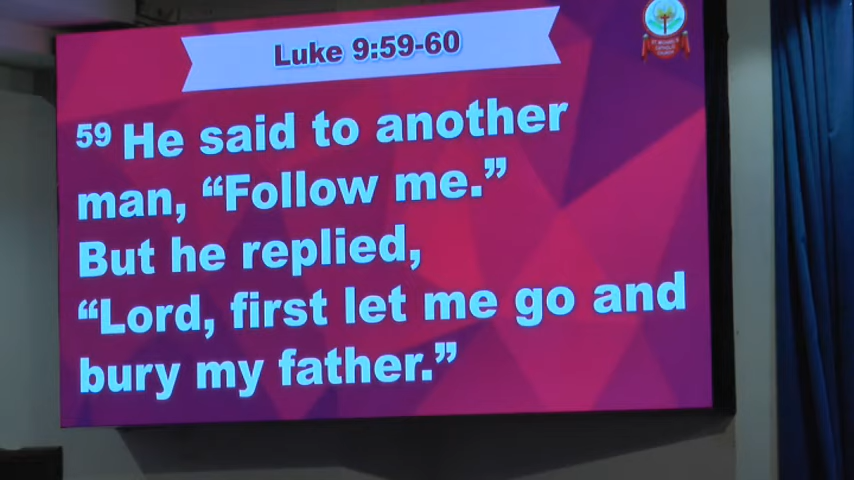 Luke 9:59-60
59 He said to another
man, “Follow me.”
But he replied,
“Lord, first let me go and
bury my father.”